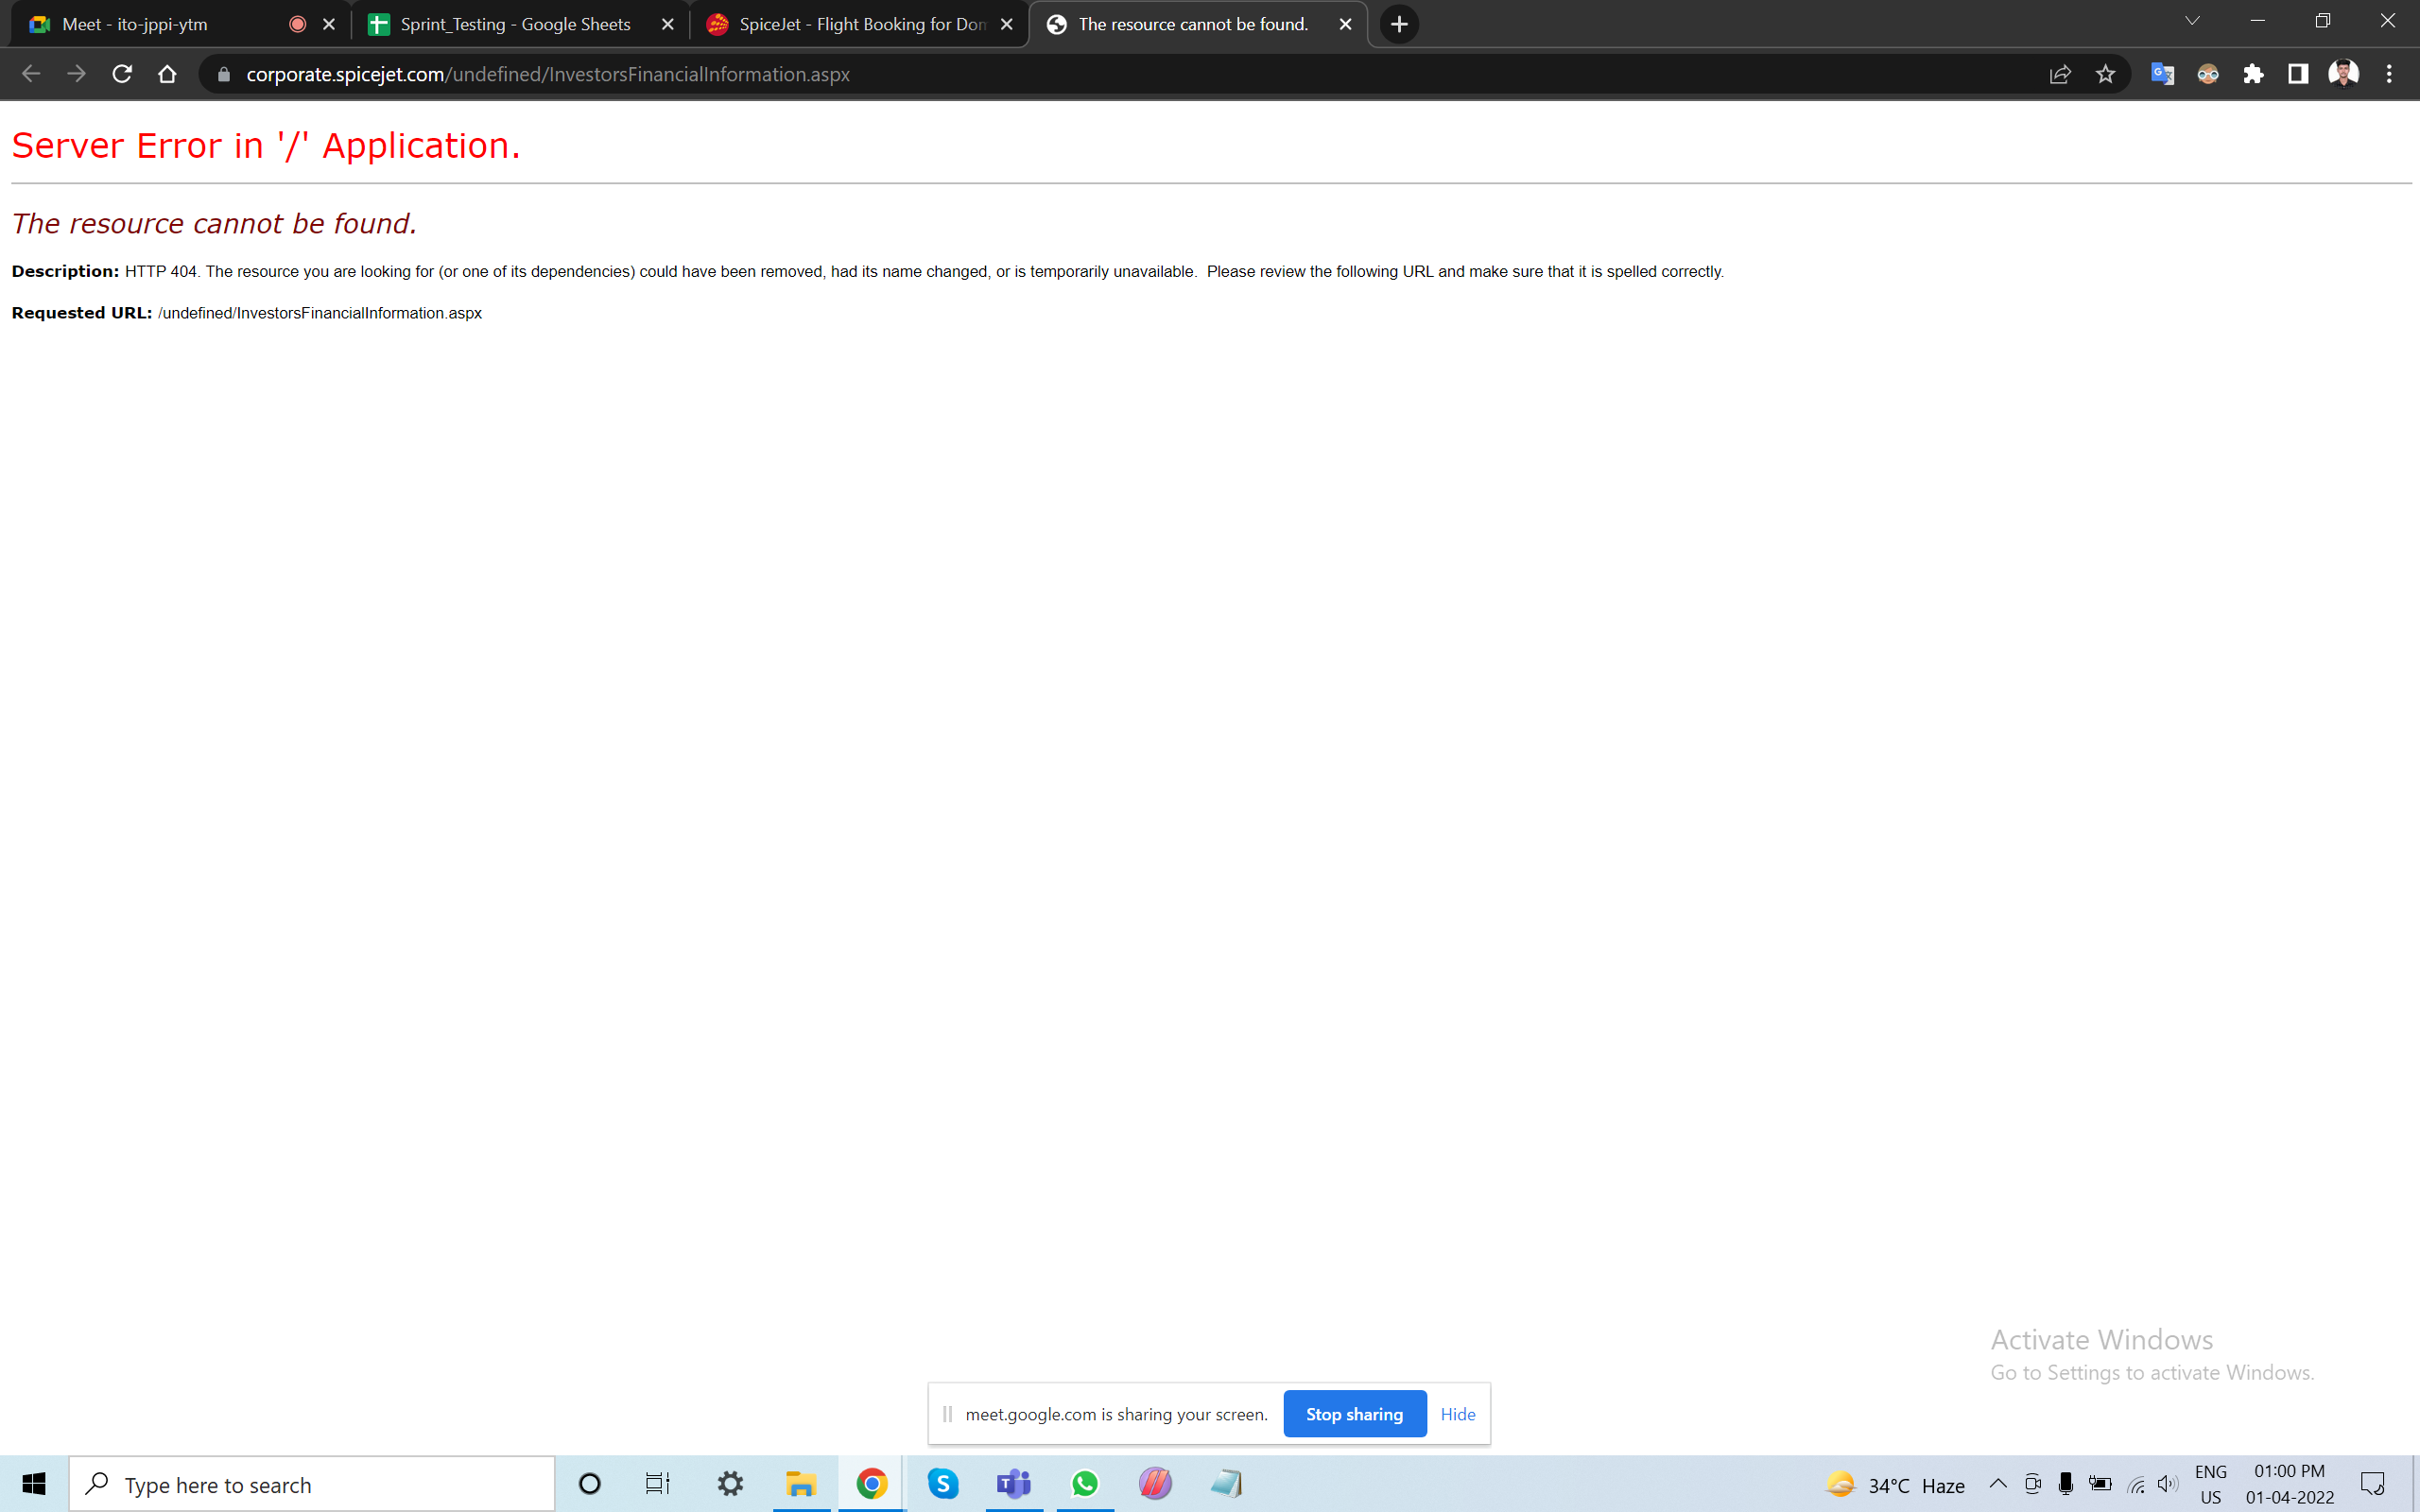 Meet - ito-jppi-ytm
Sprint_Testing - Google Sheets
SpiceJet - Flight Booking for Dom
The resource cannot be found.
corporate.spicejet.com/undefined/InvestorsFinancialInformation.aspx
Server Error in '/' Application.
The resource cannot be found.
Description: HTTP 404. The resource you are looking for (or one of its dependencies) could have been removed, had its name changed, or is temporarily unavailable.  Please review the following URL and make sure that it is spelled correctly.
Requested URL: /undefined/InvestorsFinancialInformation.aspx
Activate Windows
Go to Settings to activate Windows.
meet.google.com is sharing your screen.
Stop sharing
Hide
Type here to search
34°C Haze
ENG
US
01:00 PM
01-04-2022